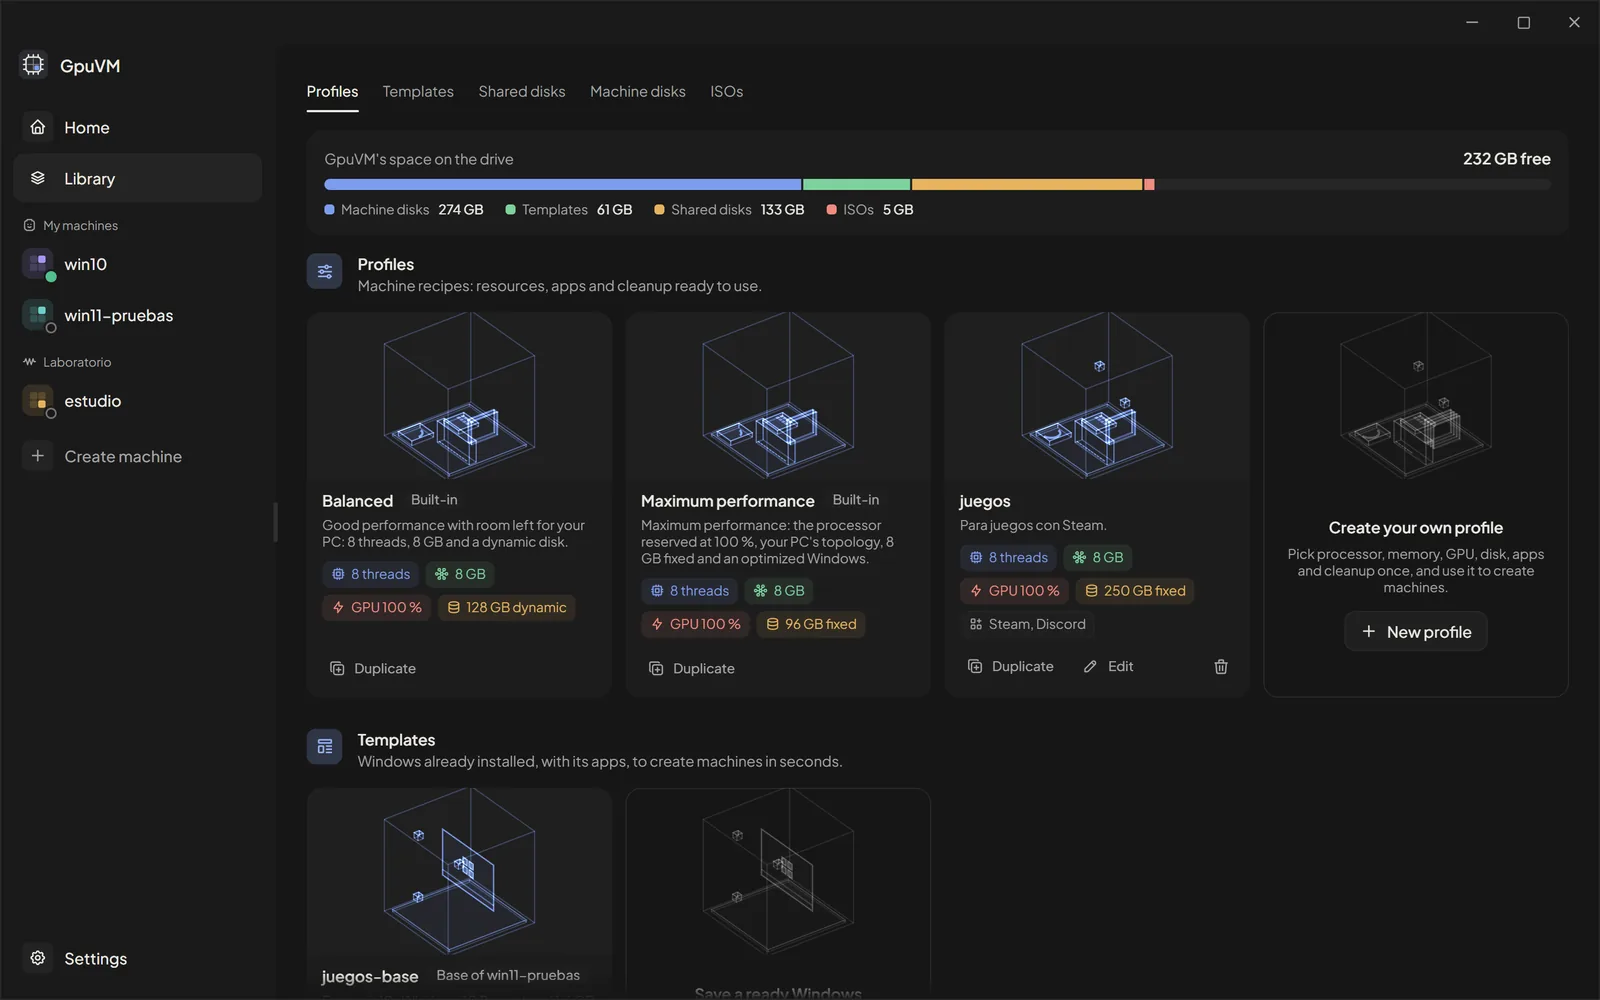 GpuVM
Home
Library
My machines
win10
win11-pruebas
Laboratorio
estudio
Create machine
Settings
Profiles Templates Shared disks Machine disks ISOs
GpuVM's space on the drive 232 GB free
Machine disks 274 GB Templates 61 GB Shared disks 133 GB ISOs 5 GB
Profiles
Machine recipes: resources, apps and cleanup ready to use.
Balanced Built-in
Good performance with room left for your
PC: 8 threads, 8 GB and a dynamic disk.
8 threads 8 GB
GPU 100 % 128 GB dynamic
Duplicate
Maximum performance Built-in
Maximum performance: the processor
reserved at 100 %, your PC's topology, 8
GB fixed and an optimized Windows.
8 threads 8 GB
GPU 100 % 96 GB fixed
Duplicate
juegos
Para juegos con Steam.
8 threads 8 GB
GPU 100 % 250 GB fixed
Steam, Discord
Duplicate Edit
Create your own profile
Pick processor, memory, GPU, disk, apps
and cleanup once, and use it to create
machines.
New profile
Templates
Windows already installed, with its apps, to create machines in seconds.
juegos-base Base of win11-pruebas
Save a ready Windows